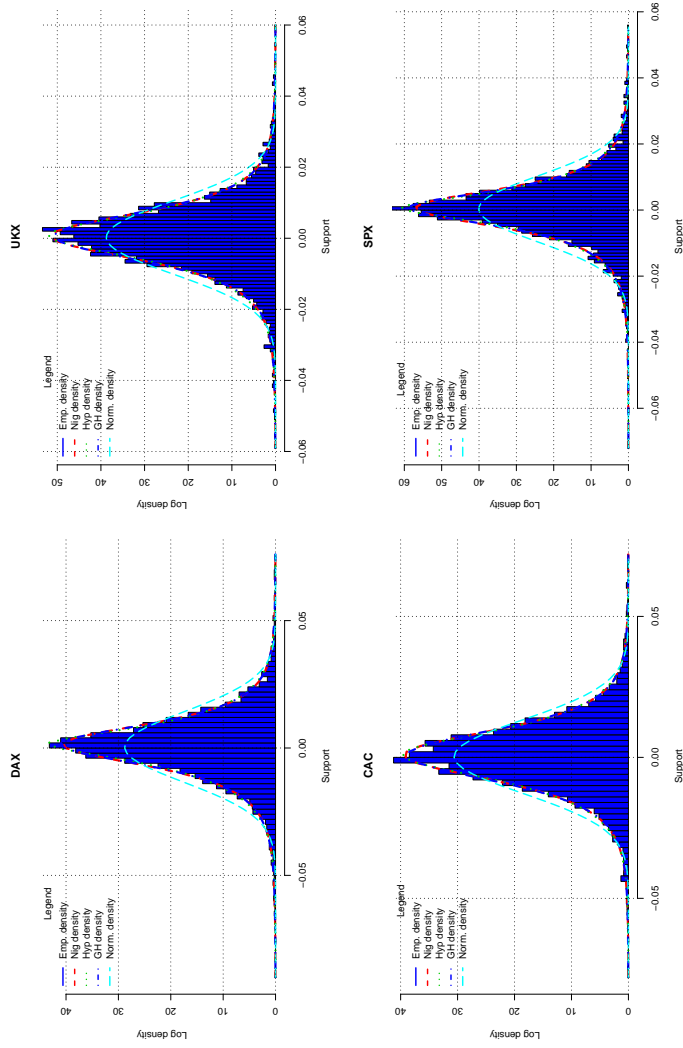 DAX
Legend
Emp. density
Nig density
Hyp density
GH density
Norm. density
Log density
40
30
20
10
0
−0.05
0.00
0.05
Support
UKX
Legend
Emp. density
Nig density
Hyp density
GH density
Norm. density
Log density
50
40
30
20
10
0
−0.06
−0.04
−0.02
0.00
0.02
0.04
0.06
Support
CAC
Legend
Emp. density
Nig density
Hyp density
GH density
Norm. density
Log density
40
30
20
10
0
−0.05
0.00
0.05
Support
SPX
Legend
Emp. density
Nig density
Hyp density
GH density
Norm. density
Log density
60
50
40
30
20
10
0
−0.06
−0.04
−0.02
0.00
0.02
0.04
0.06
Support